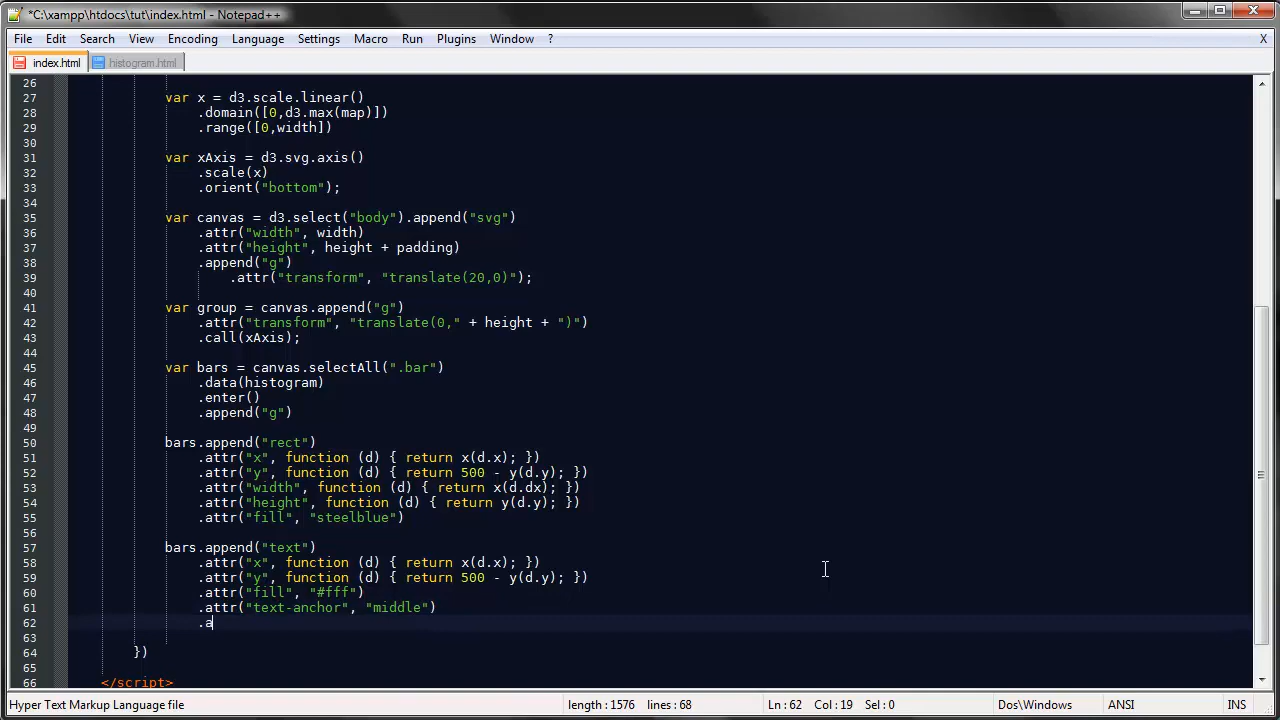 *C:\xampp\htdocs\tut\index.html - Notepad++
File Edit Search View Encoding Language Settings Macro Run Plugins Window ? X
index.html histogram.html
26
27 var x = d3.scale.linear()
28 .domain([0,d3.max(map)])
29 .range([0,width])
30
31 var xAxis = d3.svg.axis()
32 .scale(x)
33 .orient("bottom");
34
35 var canvas = d3.select("body").append("svg")
36 .attr("width", width)
37 .attr("height", height + padding)
38 .append("g")
39 .attr("transform", "translate(20,0)");
40
41 var group = canvas.append("g")
42 .attr("transform", "translate(0," + height + ")")
43 .call(xAxis);
44
45 var bars = canvas.selectAll(".bar")
46 .data(histogram)
47 .enter()
48 .append("g")
49
50 bars.append("rect")
51 .attr("x", function (d) { return x(d.x); })
52 .attr("y", function (d) { return 500 - y(d.y); })
53 .attr("width", function (d) { return x(d.dx); })
54 .attr("height", function (d) { return y(d.y); })
55 .attr("fill", "steelblue")
56
57 bars.append("text")
58 .attr("x", function (d) { return x(d.x); })
59 .attr("y", function (d) { return 500 - y(d.y); })
60 .attr("fill", "#fff")
61 .attr("text-anchor", "middle")
62 .a
63
64 })
65
66 </script>
Hyper Text Markup Language file length : 1576 lines : 68 Ln : 62 Col : 19 Sel : 0 Dos\Windows ANSI INS